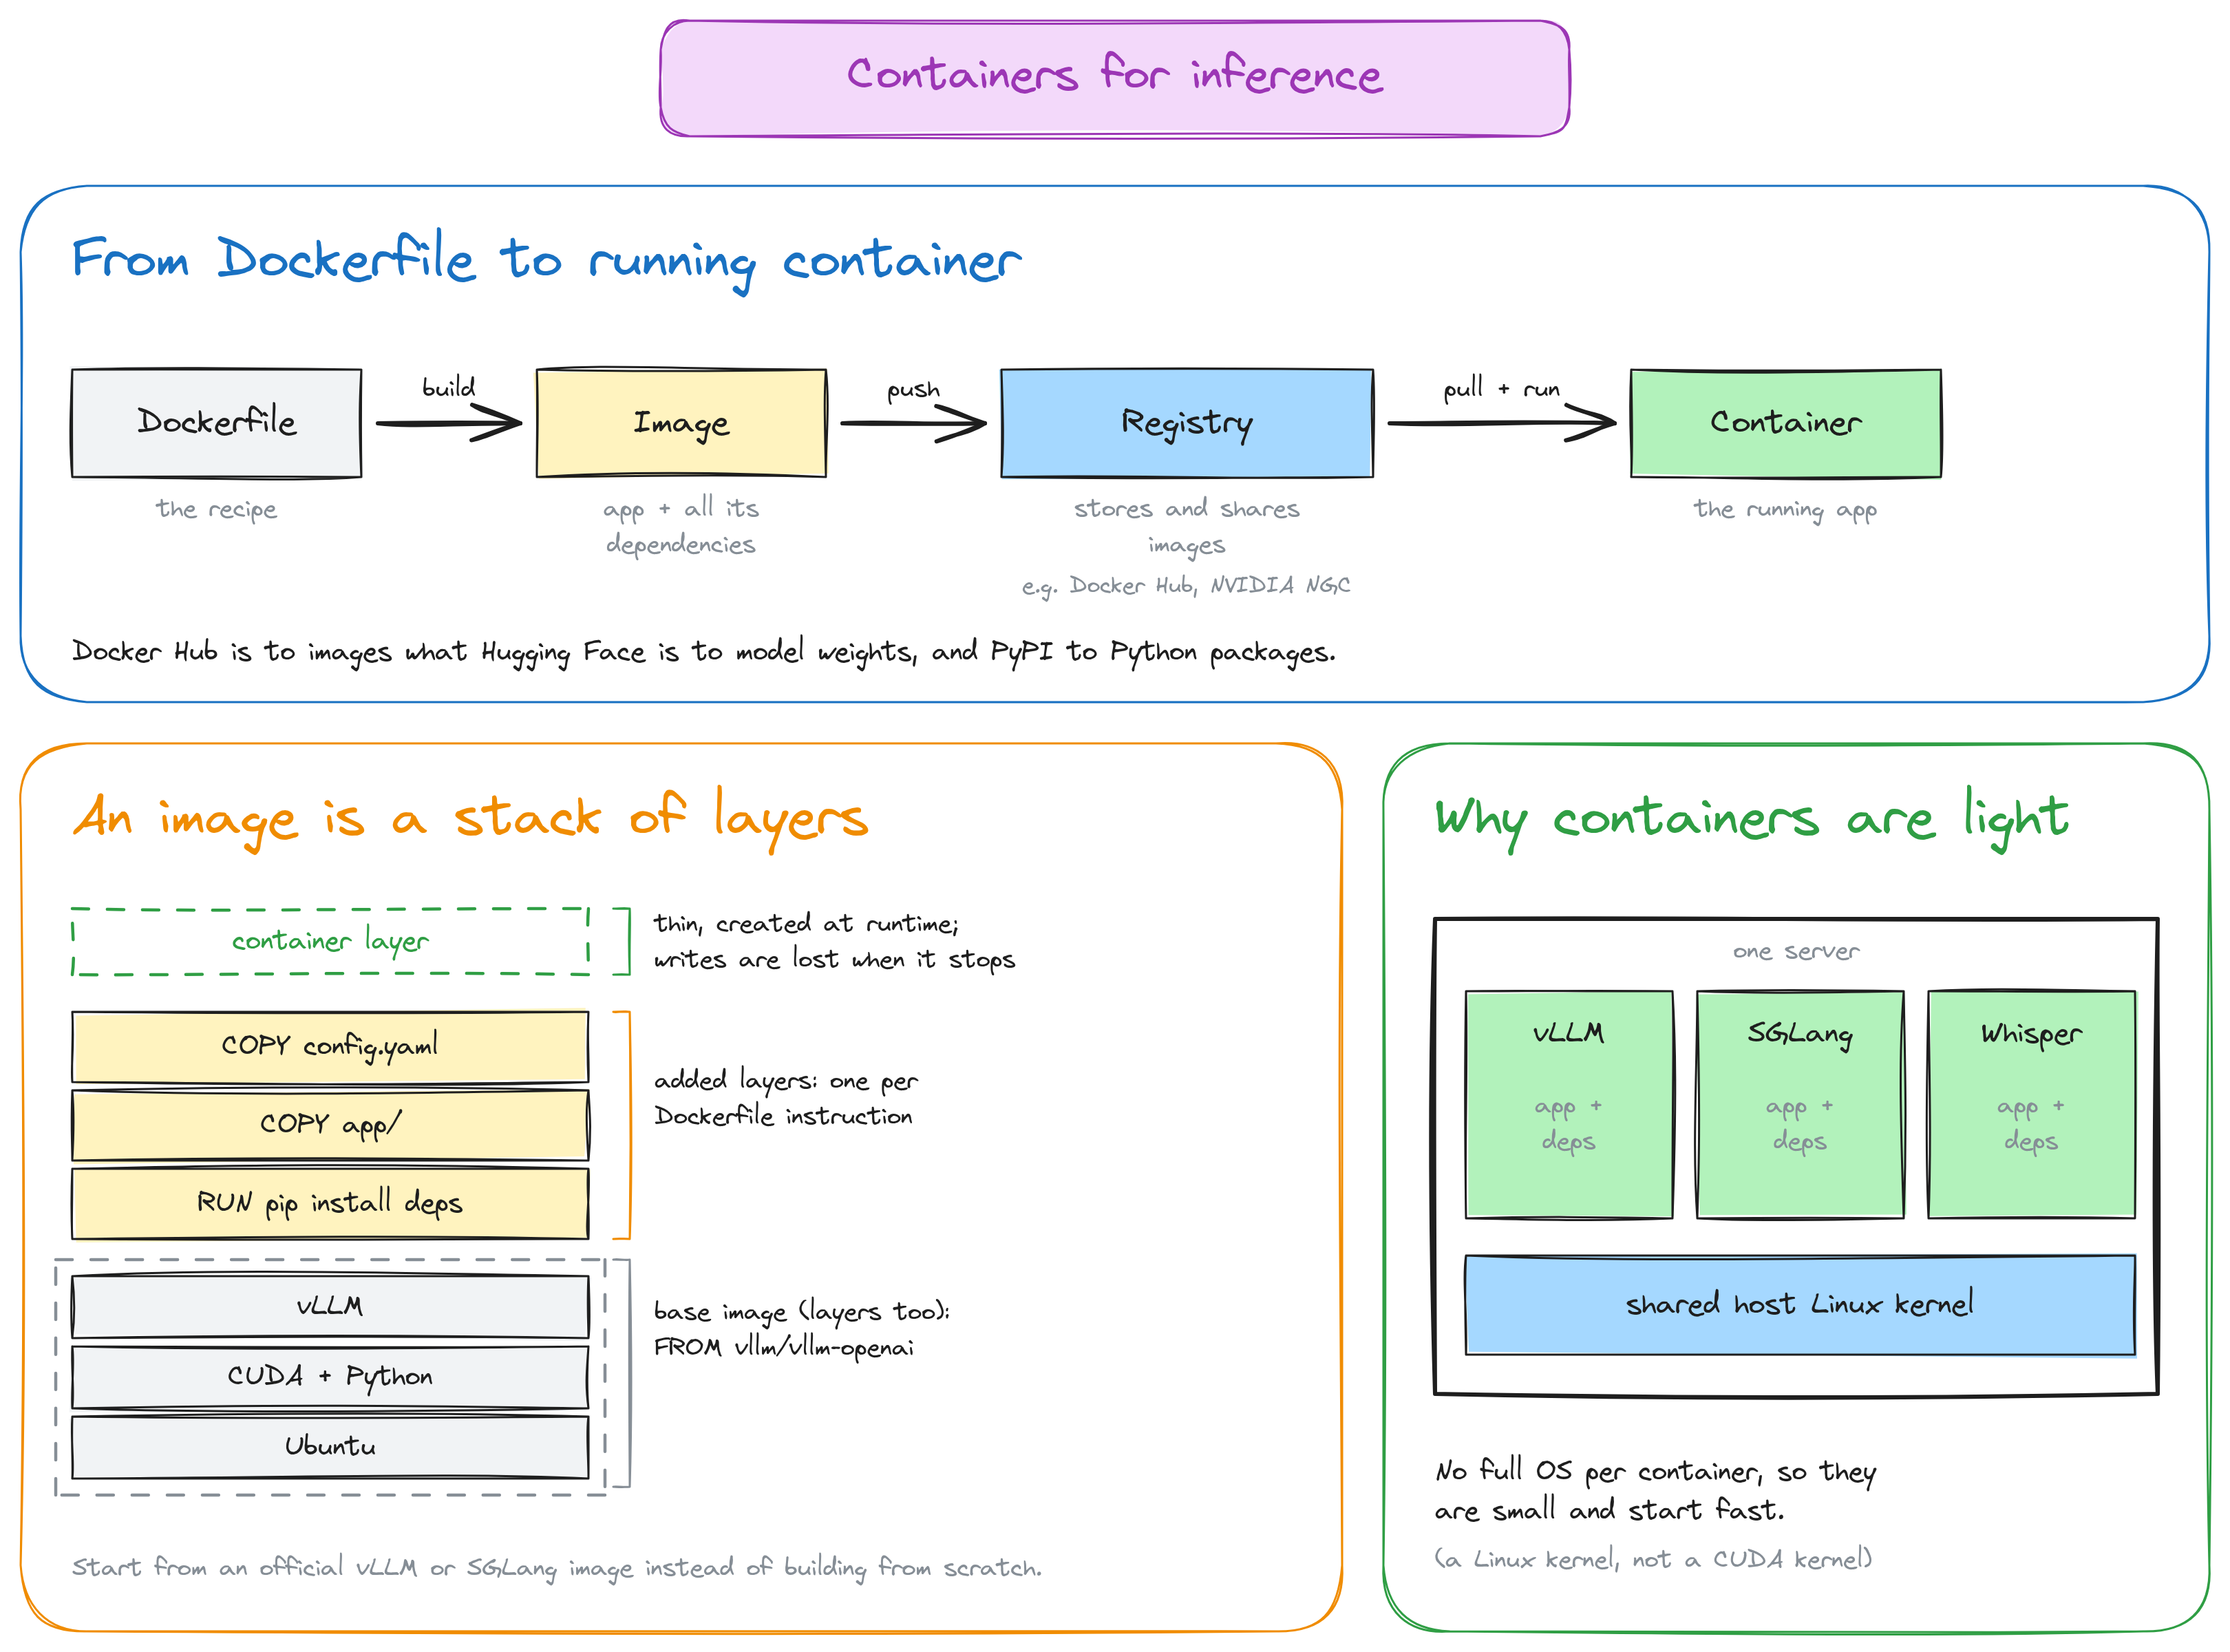 Containers for inference
From Dockerfile to running container
Dockerfile
build
Image
push
Registry
pull + run
Container
the recipe
app + all its
dependencies
stores and shares
images
e.g. Docker Hub, NVIDIA NGC
the running app
Docker Hub is to images what Hugging Face is to model weights, and PyPI to Python packages.
An image is a stack of layers
container layer
thin, created at runtime;
writes are lost when it stops
COPY config.yaml
COPY app/
RUN pip install deps
added layers: one per
Dockerfile instruction
vLLM
CUDA + Python
Ubuntu
base image (layers too):
FROM vllm/vllm-openai
Start from an official vLLM or SGLang image instead of building from scratch.
Why containers are light
one server
vLLM
app +
deps
SGLang
app +
deps
Whisper
app +
deps
shared host Linux kernel
No full OS per container, so they
are small and start fast.
(a Linux kernel, not a CUDA kernel)